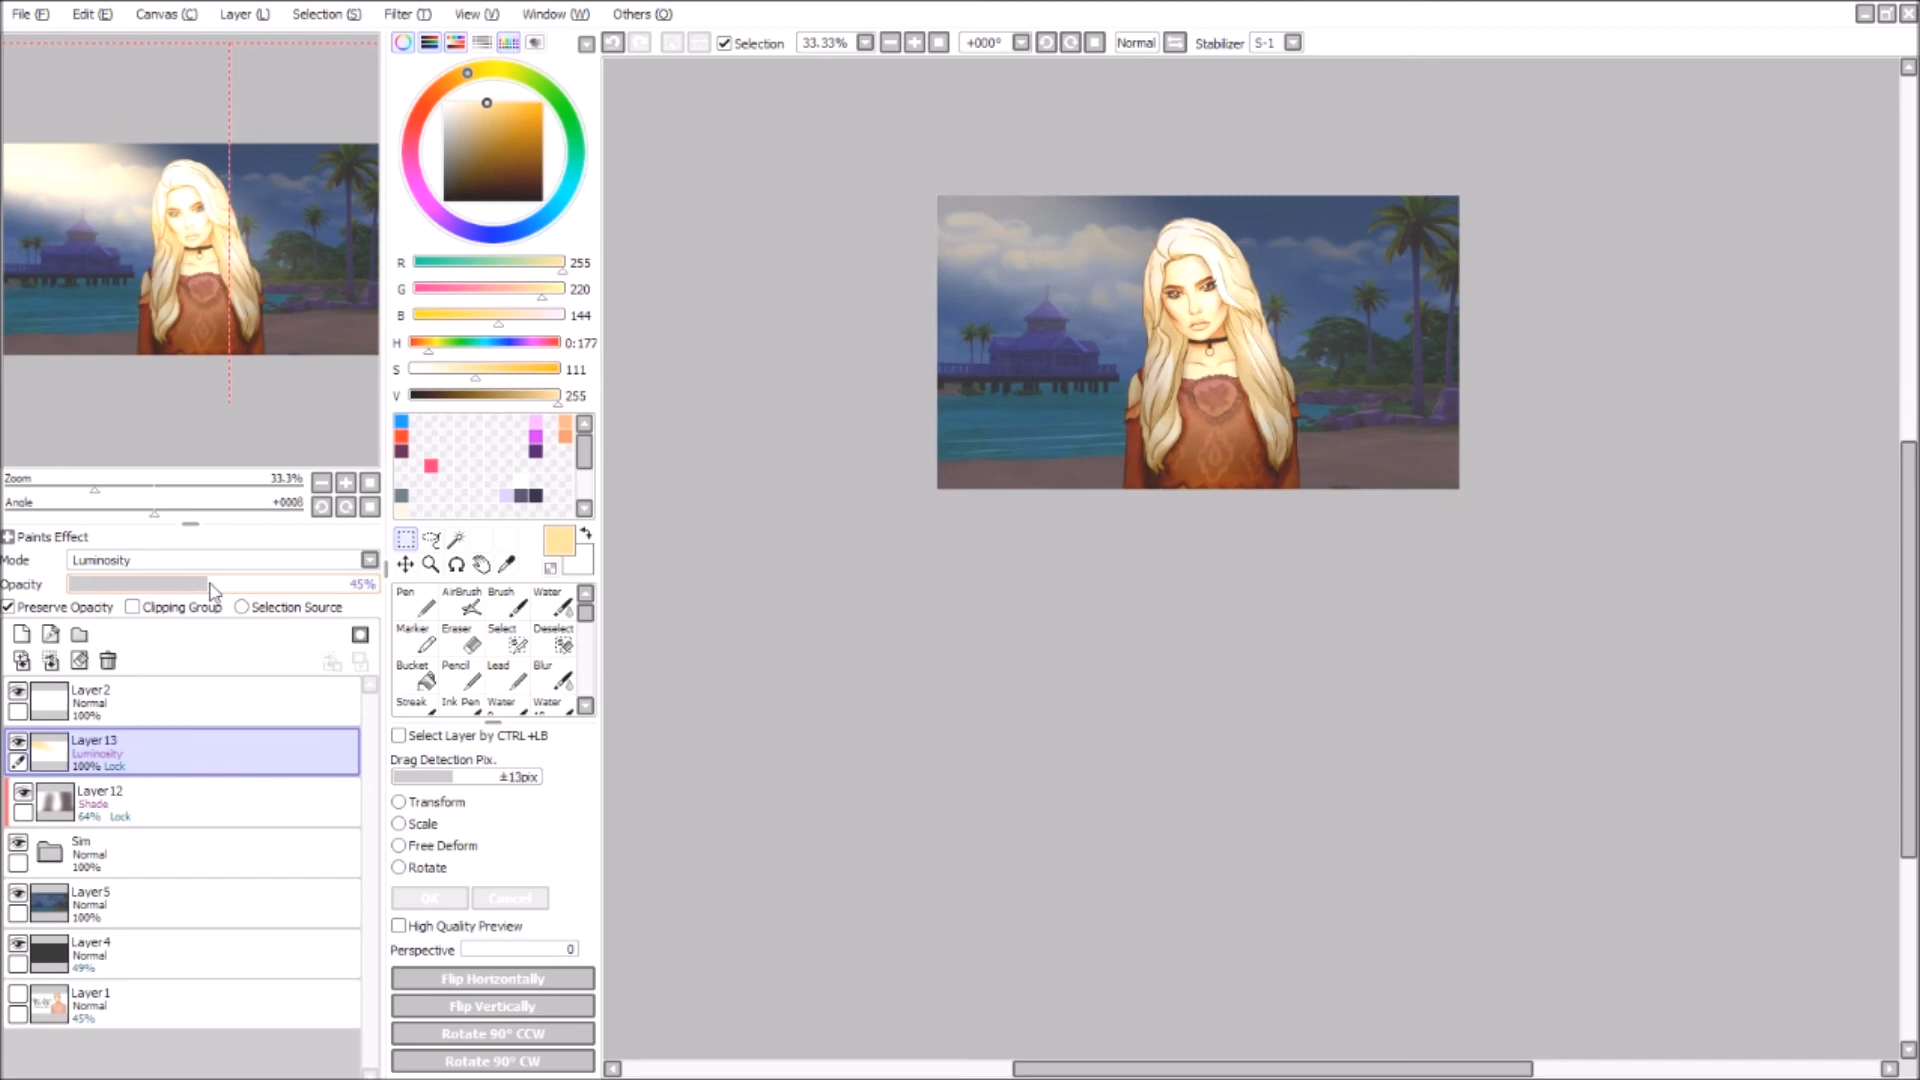 File (F) Edit (E) Canvas (C) Layer (L) Selection (S) Filter (T) View (V) Window (W) Others (O)
Selection 33.33% +000° Normal Stabilizer S-1
R 255
G 220
B 144
H 0:177
S 111
V 255
Zoom 33.3%
Angle +000ß
Paints Effect
Mode Luminosity
Opacity 45%
Preserve Opacity Clipping Group Selection Source
Layer2
Normal
100%
Layer13
Luminosity
100% Lock
Layer12
Shade
64% Lock
Sim
Normal
100%
Layer5
Normal
100%
Layer4
Normal
49%
Layer1
Normal
45%
Pen AirBrush Brush Water
Marker Eraser Select Deselect
Bucket Pencil Lead Blur
Streak Ink Pen Water Water
Select Layer by CTRL+LB
Drag Detection Pix.
±13pix
Transform
Scale
Free Deform
Rotate
OK Cancel
High Quality Preview
Perspective 0
Flip Horizontally
Flip Vertically
Rotate 90° CCW
Rotate 90° CW